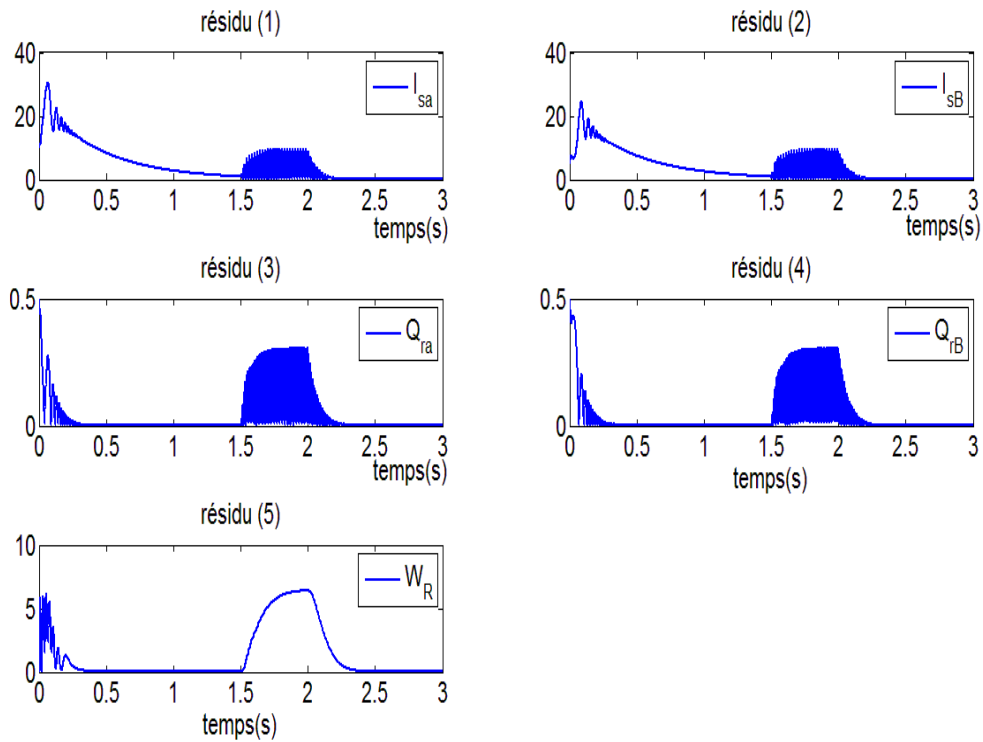 résidu (1)
40
20
0
I_sa
0 0.5 1 1.5 2 2.5 3
temps(s)
résidu (2)
40
20
0
I_sB
0 0.5 1 1.5 2 2.5 3
temps(s)
résidu (3)
0.5
0
Q_ra
0 0.5 1 1.5 2 2.5 3
temps(s)
résidu (4)
0.5
0
Q_rB
0 0.5 1 1.5 2 2.5 3
temps(s)
résidu (5)
10
5
0
W_R
0 0.5 1 1.5 2 2.5 3
temps(s)